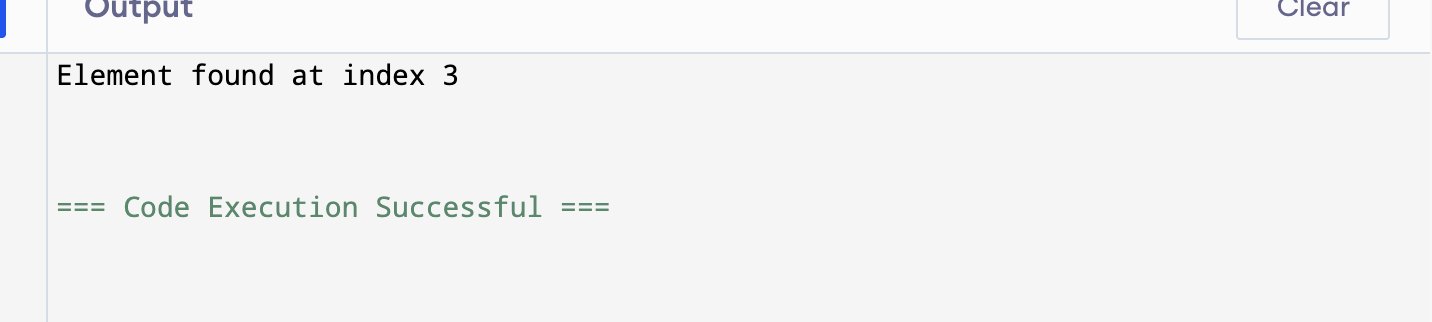 Output
Clear
Element found at index 3
=== Code Execution Successful ===